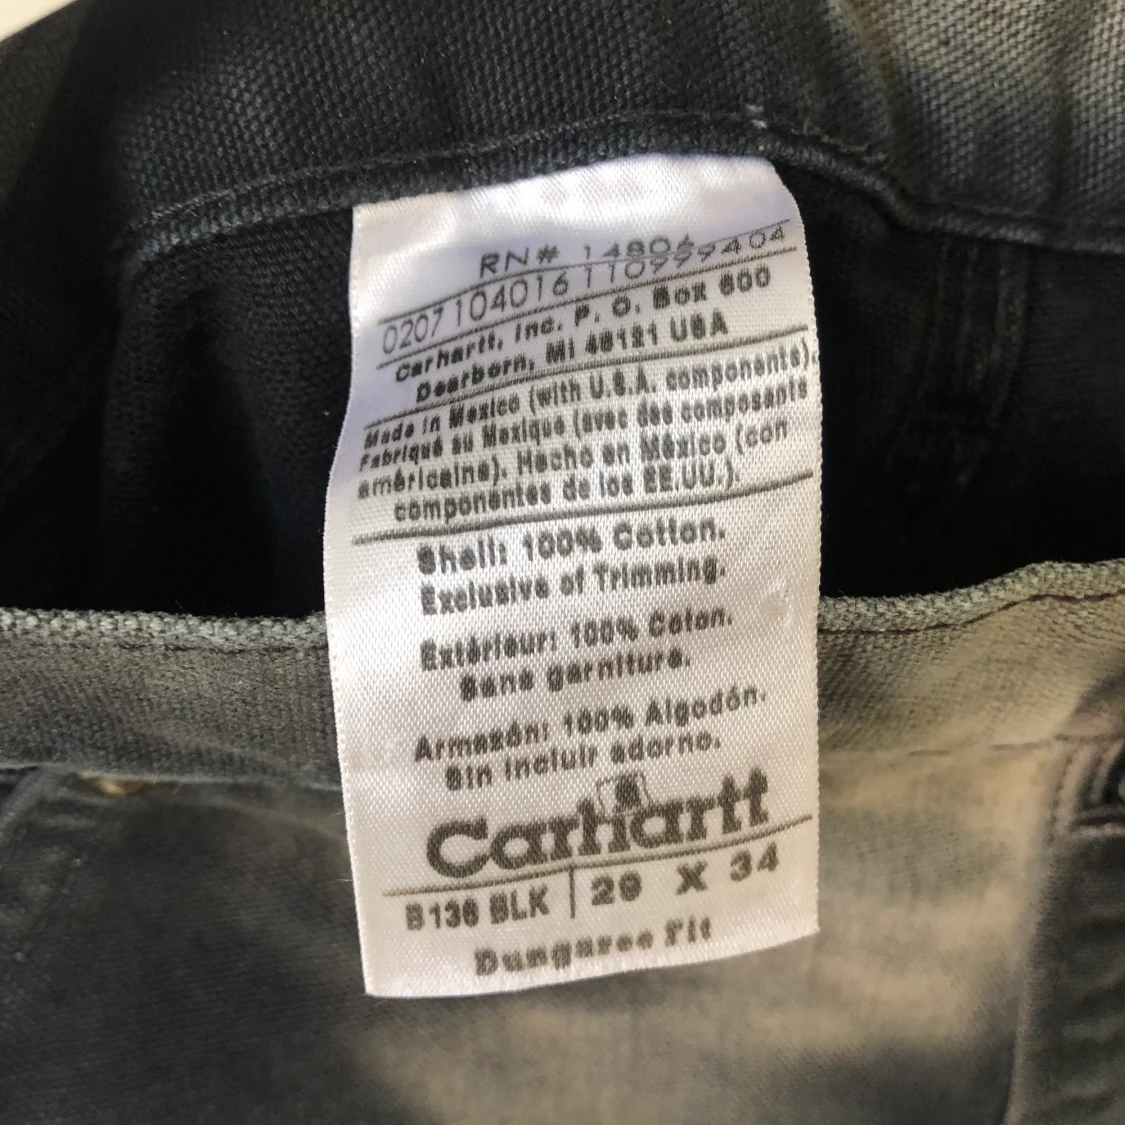 RN# 14806
0207104016110999404
Carhartt, Inc. P. O. Box 600
Dearborn, MI 48121 USA
Made in Mexico (with U.S.A. components).
Fabriqué au Mexique (avec des composants
américains). Hecho en México (con
componentes de los EE.UU.).
Shell: 100% Cotton.
Exclusive of Trimming.
Extérieur: 100% Coton.
Sans garniture.
Armazón: 100% Algodón.
Sin incluir adorno.
Carhartt
B136 BLK | X 34
Dungaree Fit